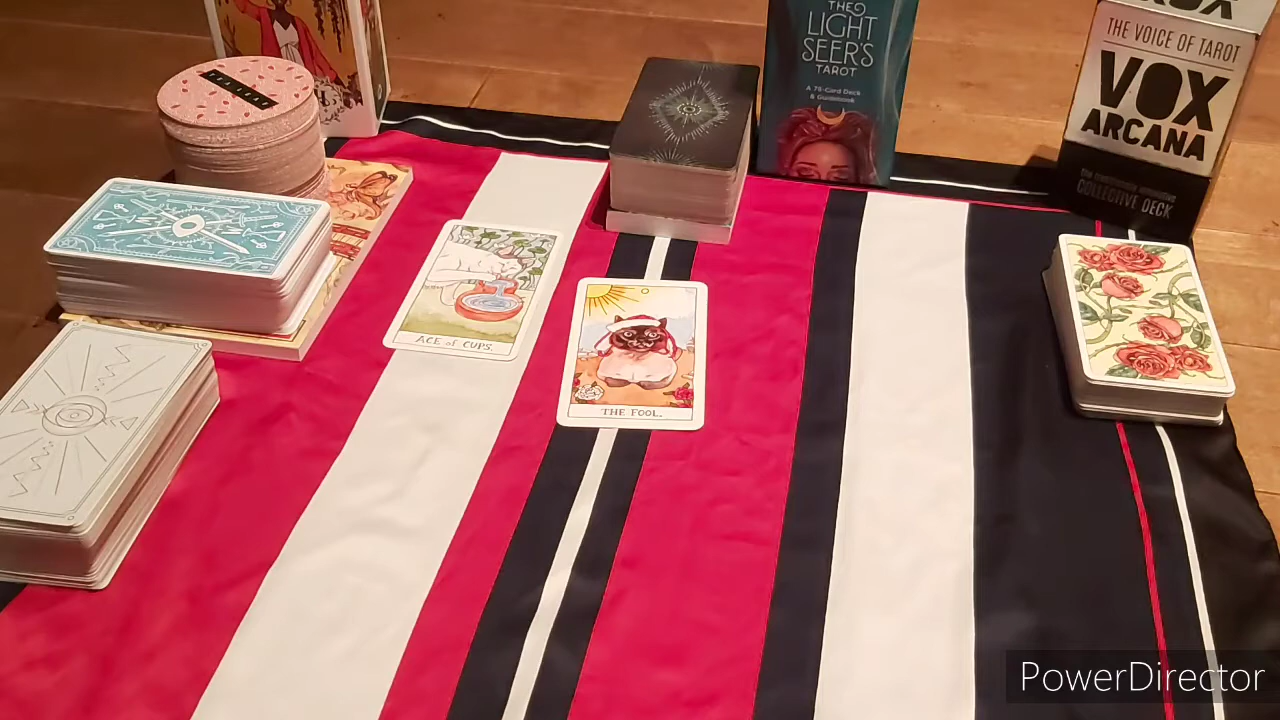 THE
LIGHT
SEER'S
TAROT
A 78-Card Deck
& Guidebook
THE VOICE OF TAROT
VOX
ARCANA
COLLECTIVE DECK
ACE of CUPS.
THE FOOL.
PowerDirector